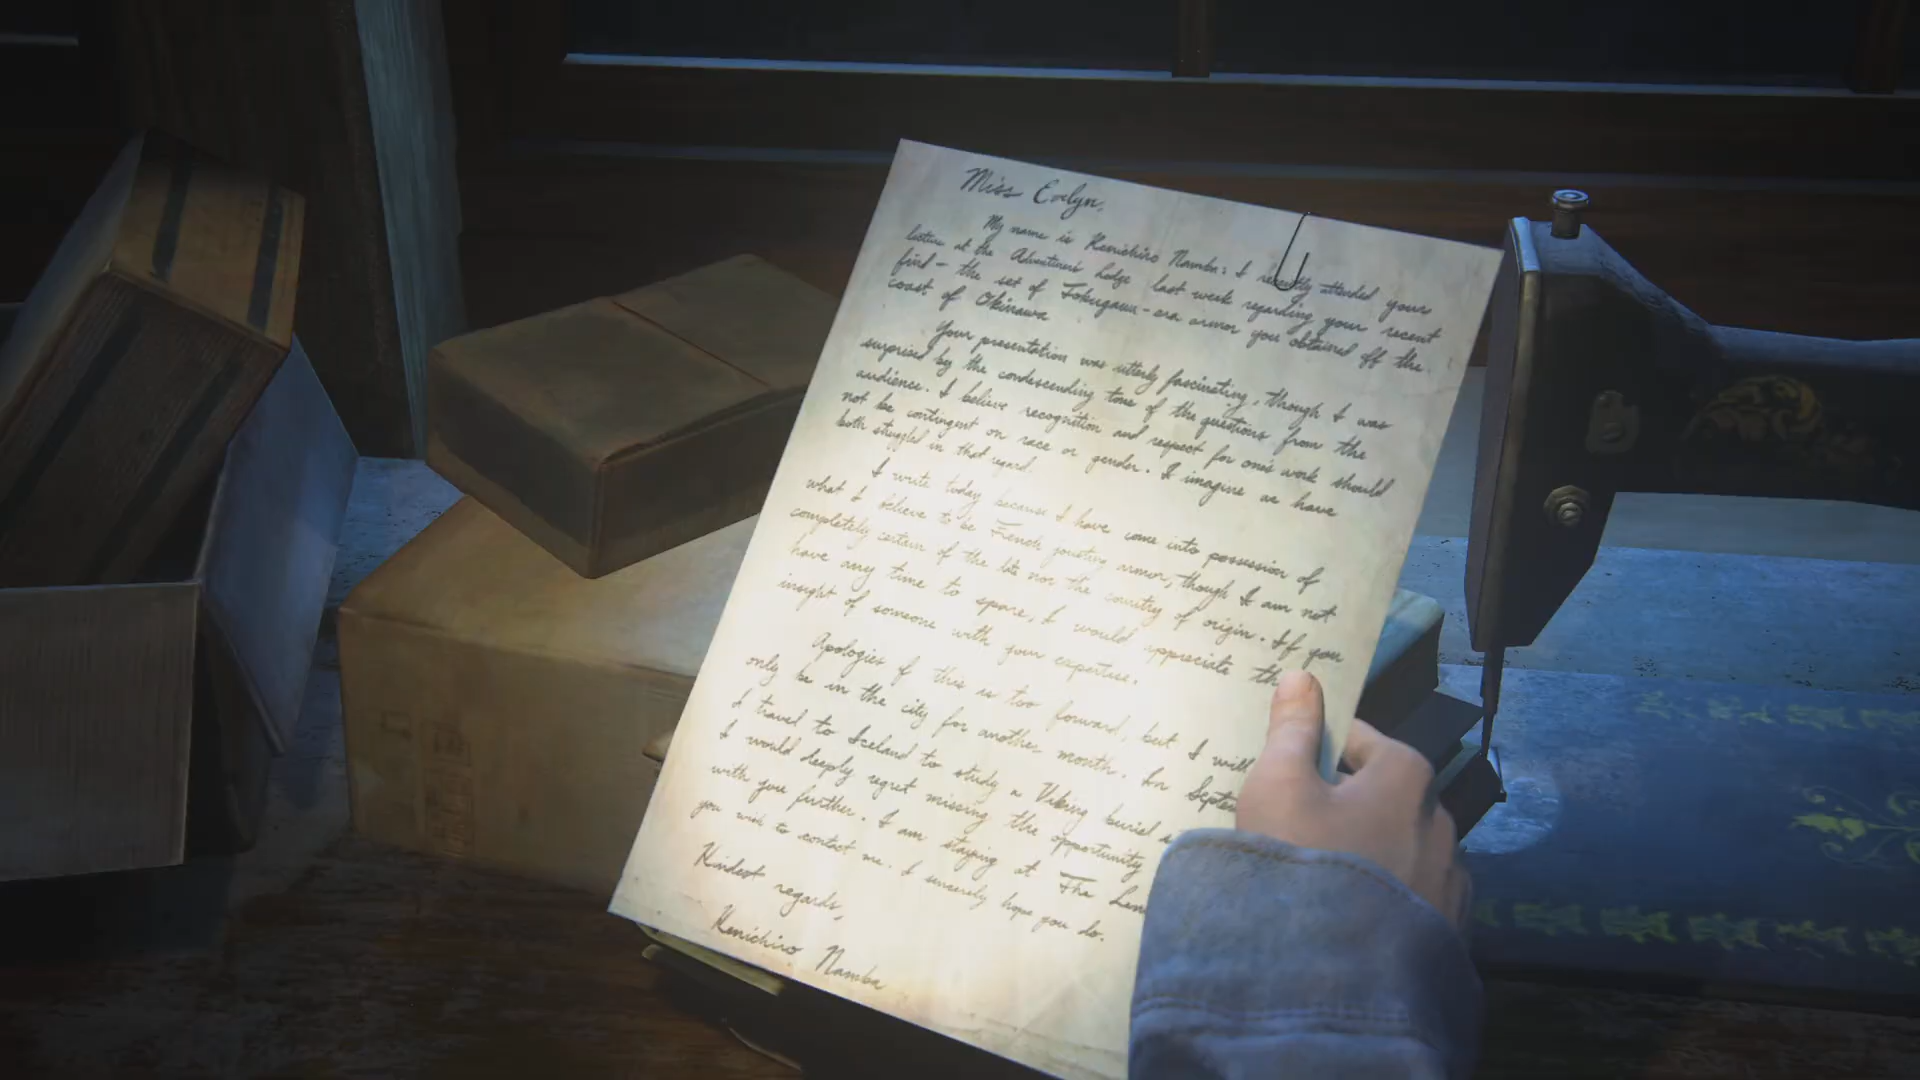 Miss Evelyn,
My name is Kenichiro Namba: I recently attended your
lecture at the Adventurer's Lodge last week regarding your recent
find - the set of Tokugawa-era armor you obtained off the
coast of Okinawa
Your presentation was utterly fascinating, though I was
surprised by the condescending tone of the questions from the
audience. I believe recognition and respect for one's work should
not be contingent on race or gender. I imagine we have
both struggled in that regard.
I write today because I have come into possession of
what I believe to be French jousting armor, though I am not
completely certain of the date nor the country of origin. If you
have any time to spare, I would appreciate
insight of someone with your expertise.
Apologies if this is too forward, but I will
only be in the city for another month. In
I travel to Iceland to study a Viking burial
I would deeply regret missing the opportunity
with you further. I am staying at The
you wish to contact me. I sincerely hope you do.
Kindest regards,
Kenichiro Namba